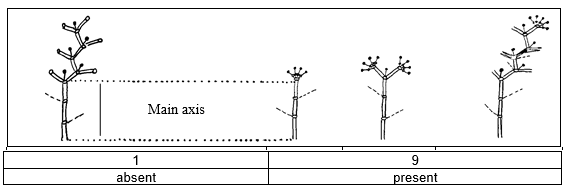 Main axis
1 9
absent present